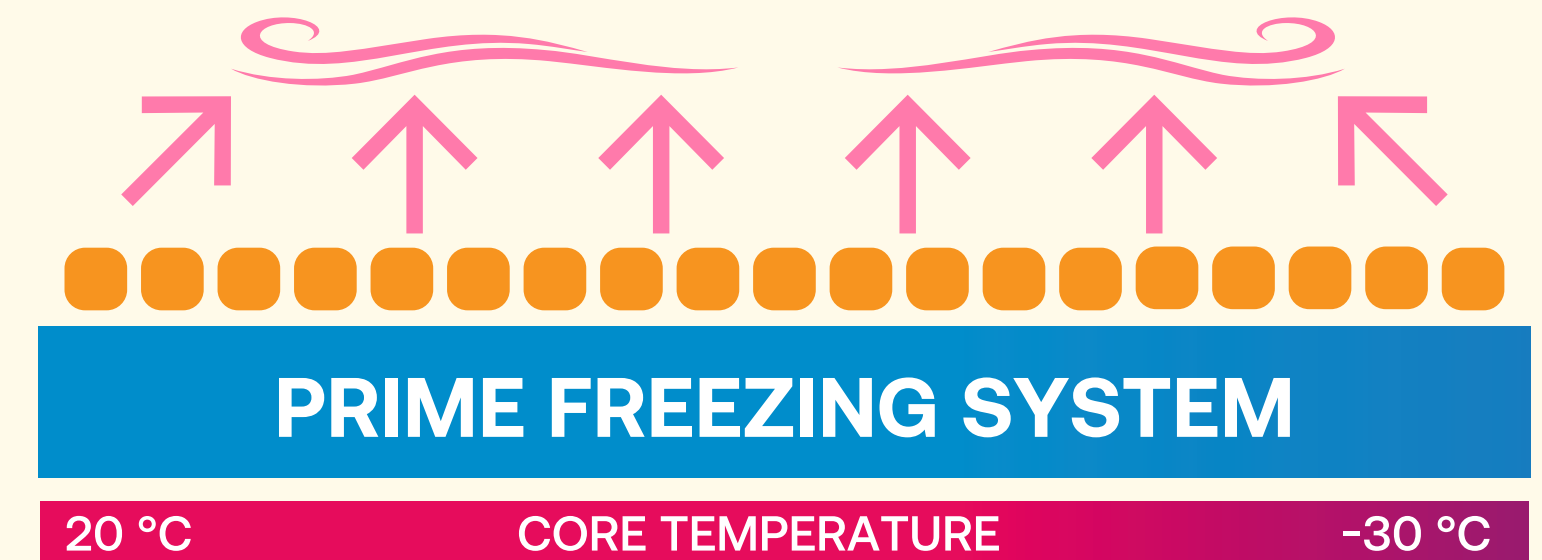 PRIME FREEZING SYSTEM
20 °C CORE TEMPERATURE -30 °C